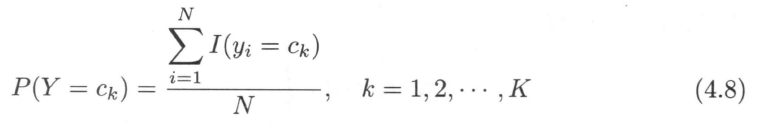 P(Y = c_k) = \frac{\sum_{i=1}^{N} I(y_i = c_k)}{N}, \quad k = 1, 2, \cdots, K \quad (4.8)